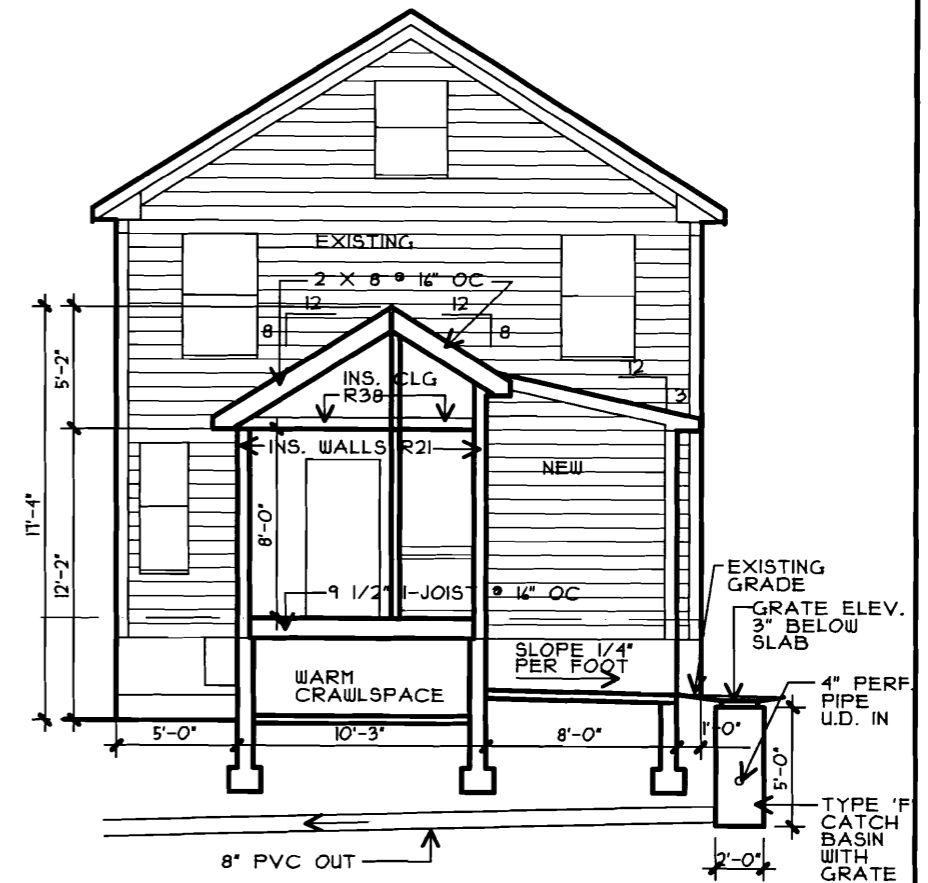 EXISTING
2 X 8 @ 16" OC
12
12
8
8
12
3
INS. CLG
R38
INS. WALLS R21
NEW
5'-2"
17'-4"
12'-2"
8'-0"
9 1/2" I-JOIST @ 16" OC
EXISTING
GRADE
GRATE ELEV.
3" BELOW
SLAB
SLOPE 1/4"
PER FOOT
WARM
CRAWLSPACE
4" PERF.
PIPE
U.D. IN
5'-0"
10'-3"
8'-0"
1'-0"
5'-0"
TYPE 'F'
CATCH
BASIN
WITH
GRATE
8" PVC OUT
2'-0"